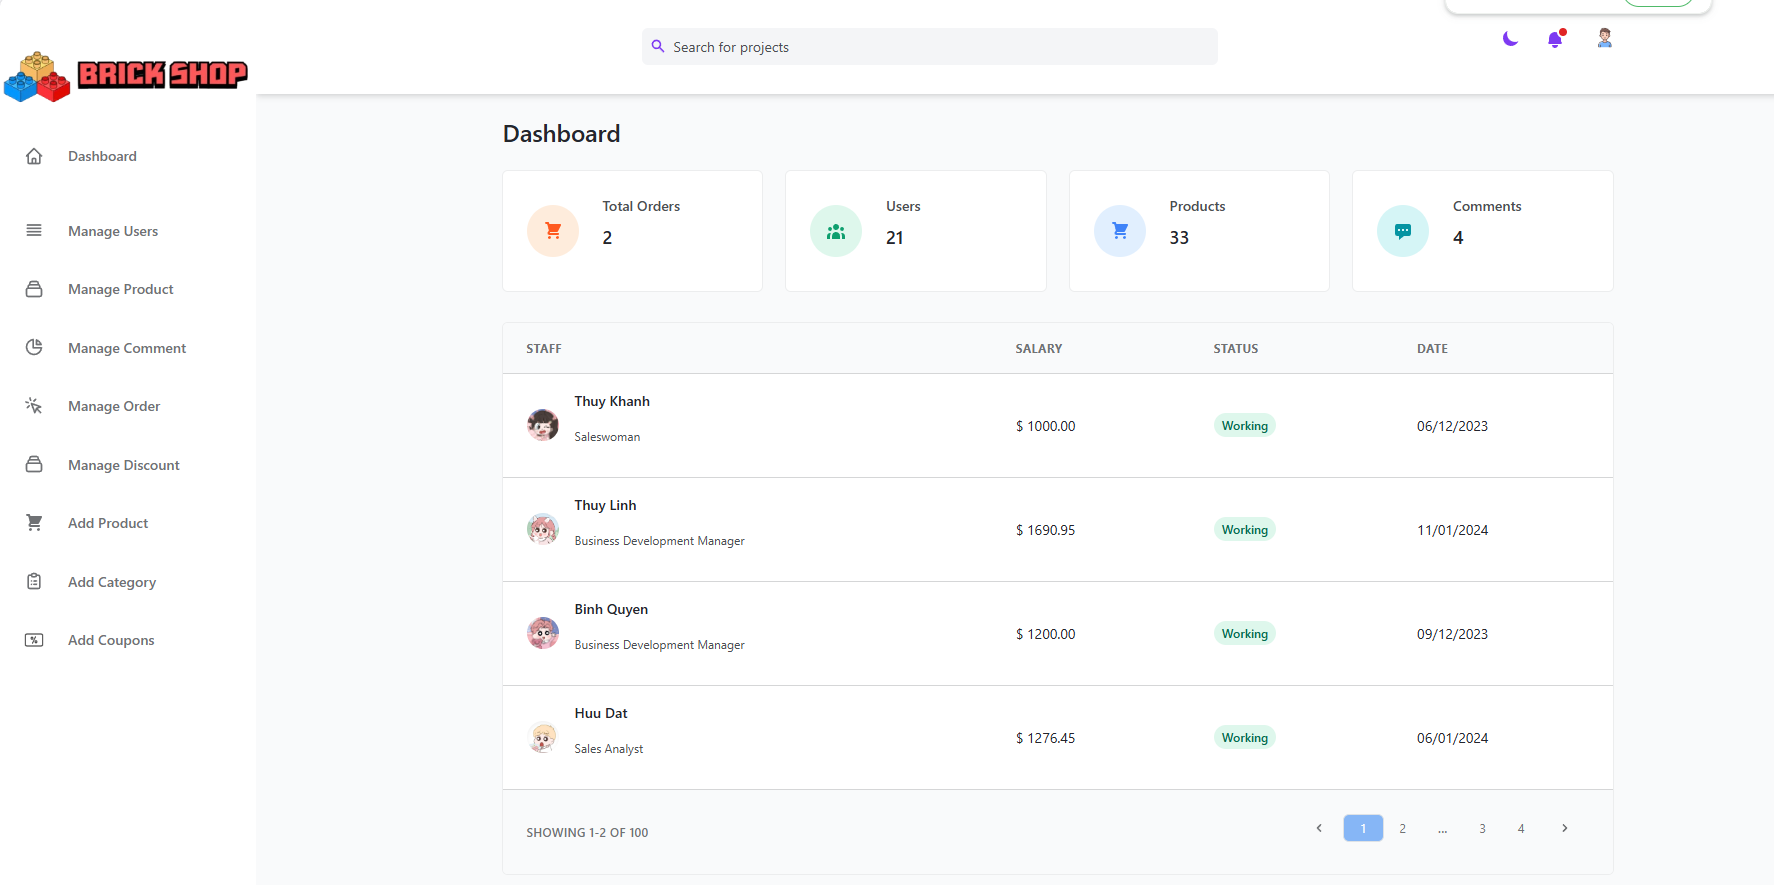 BRICK SHOP
Search for projects
Dashboard
Manage Users
Manage Product
Manage Comment
Manage Order
Manage Discount
Add Product
Add Category
Add Coupons
Dashboard
Total Orders
2
Users
21
Products
33
Comments
4
STAFF SALARY STATUS DATE
Thuy Khanh
Saleswoman
$ 1000.00 Working 06/12/2023
Thuy Linh
Business Development Manager
$ 1690.95 Working 11/01/2024
Binh Quyen
Business Development Manager
$ 1200.00 Working 09/12/2023
Huu Dat
Sales Analyst
$ 1276.45 Working 06/01/2024
SHOWING 1-2 OF 100
1 2 ... 3 4